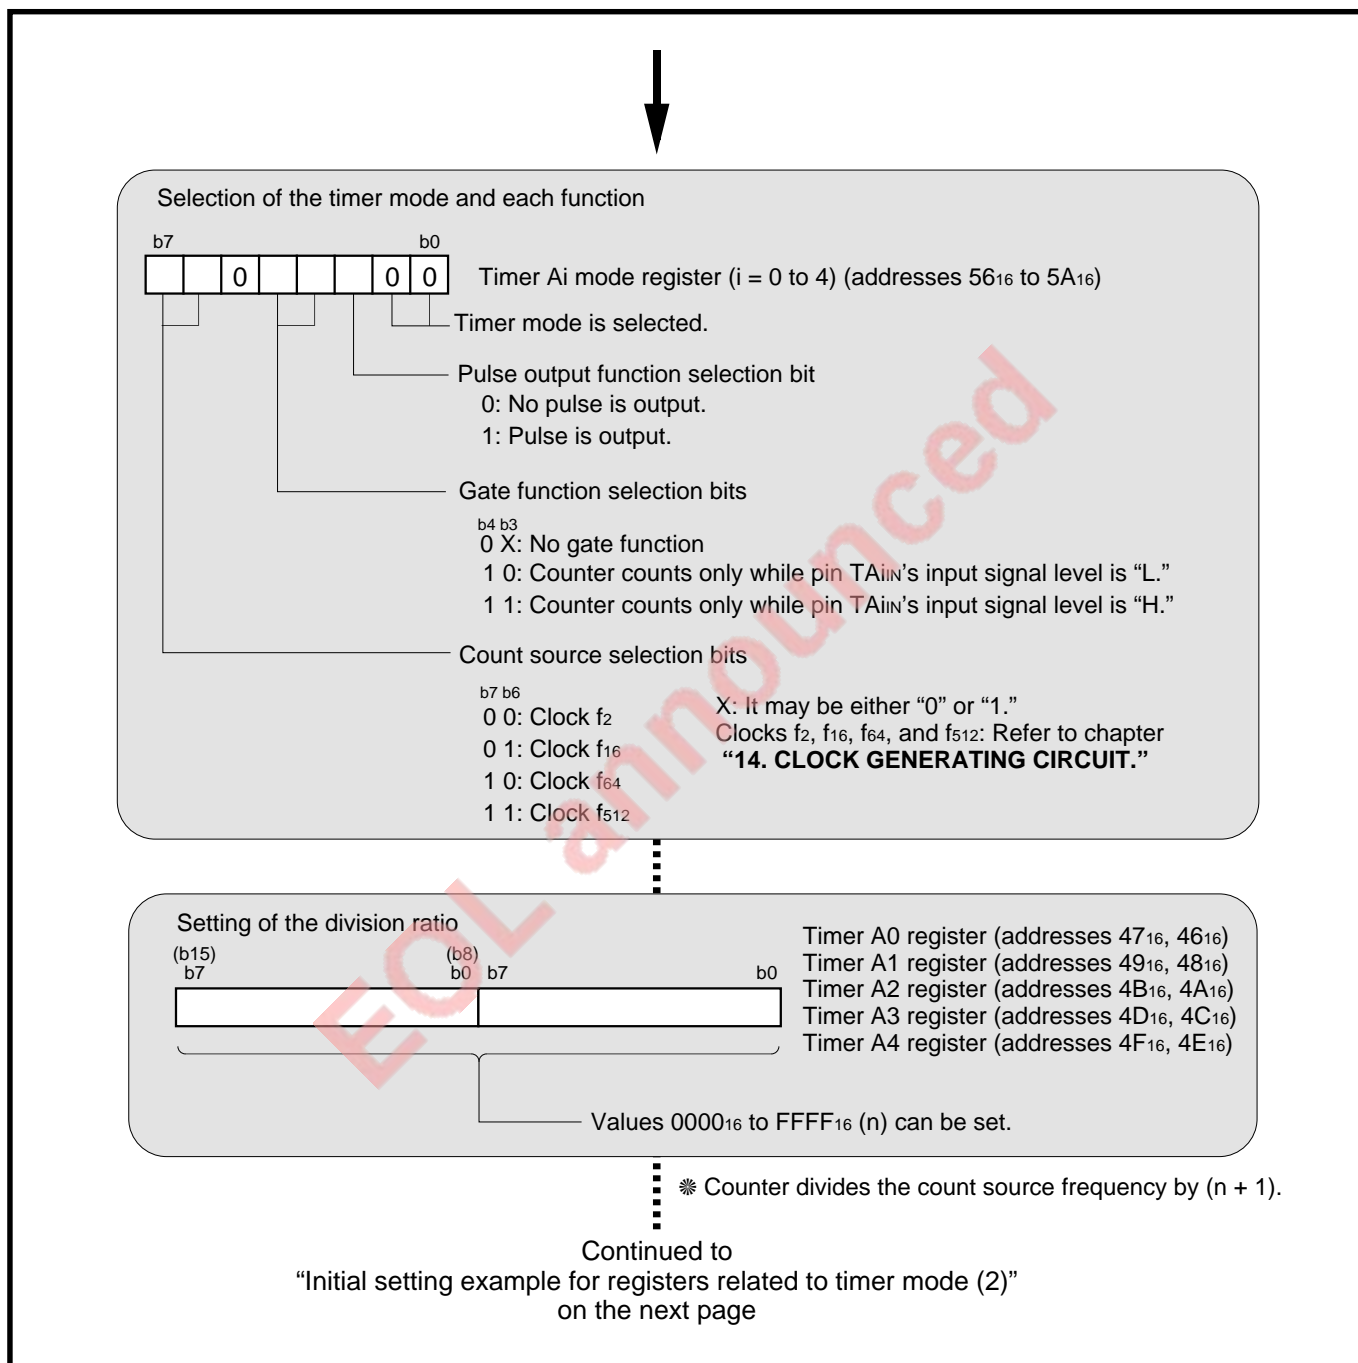 Selection of the timer mode and each function
b7 b0
0 0 0 Timer Ai mode register (i = 0 to 4) (addresses 5616 to 5A16)
Timer mode is selected.
Pulse output function selection bit
0: No pulse is output.
1: Pulse is output.
Gate function selection bits
b4 b3
0 X: No gate function
1 0: Counter counts only while pin TAiIN’s input signal level is “L.”
1 1: Counter counts only while pin TAiIN’s input signal level is “H.”
Count source selection bits
b7 b6
0 0: Clock f2
0 1: Clock f16
1 0: Clock f64
1 1: Clock f512
X: It may be either “0” or “1.”
Clocks f2, f16, f64, and f512: Refer to chapter
“14. CLOCK GENERATING CIRCUIT.”
Setting of the division ratio
(b15) (b8)
b7 b0 b7 b0
Timer A0 register (addresses 4716, 4616)
Timer A1 register (addresses 4916, 4816)
Timer A2 register (addresses 4B16, 4A16)
Timer A3 register (addresses 4D16, 4C16)
Timer A4 register (addresses 4F16, 4E16)
Values 000016 to FFFF16 (n) can be set.
❋ Counter divides the count source frequency by (n + 1).
Continued to
“Initial setting example for registers related to timer mode (2)”
on the next page
EOL announced